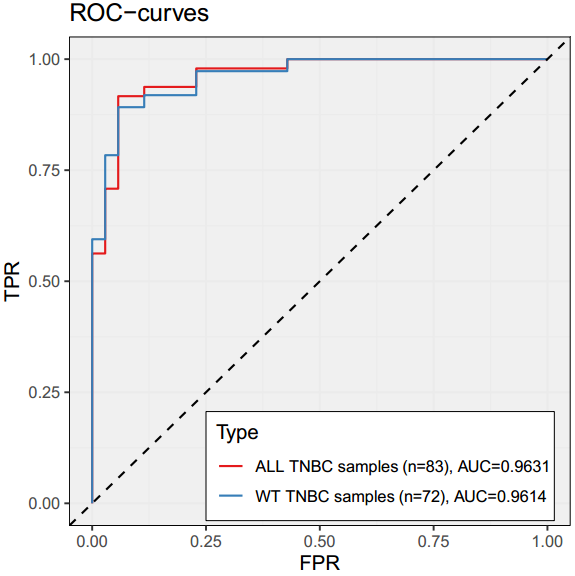 ROC−curves
1.00
0.75
0.50
0.25
0.00
TPR
Type
ALL TNBC samples (n=83), AUC=0.9631
WT TNBC samples (n=72), AUC=0.9614
0.00 0.25 0.50 0.75 1.00
FPR